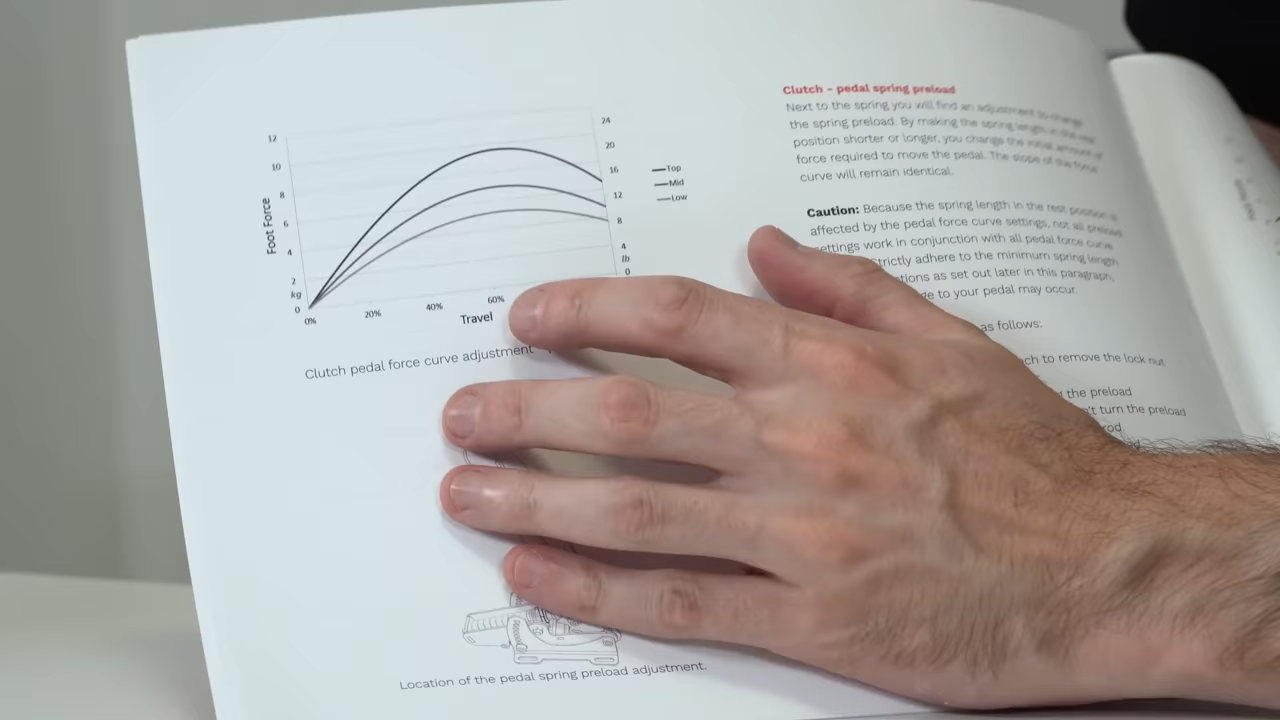 12
10
8
6
4
2
kg
0
Foot Force
24
20
16
12
8
4
lb
0
Top
Mid
Low
0%
20%
40%
60%
Travel
Clutch pedal force curve adjustment
Location of the pedal spring preload adjustment.
Clutch - pedal spring preload
Next to the spring you will find an adjustment to change
the spring preload. By making the spring length in the rest
position shorter or longer, you change the initial amount of
force required to move the pedal. The slope of the force
curve will remain identical.
Caution: Because the spring length in the rest position is
affected by the pedal force curve settings, not all preload
settings work in conjunction with all pedal force curve
trictly adhere to the minimum spring length
tions as set out later in this paragraph,
ge to your pedal may occur.
as follows:
ch to remove the lock nut
the preload
't turn the preload
rod.